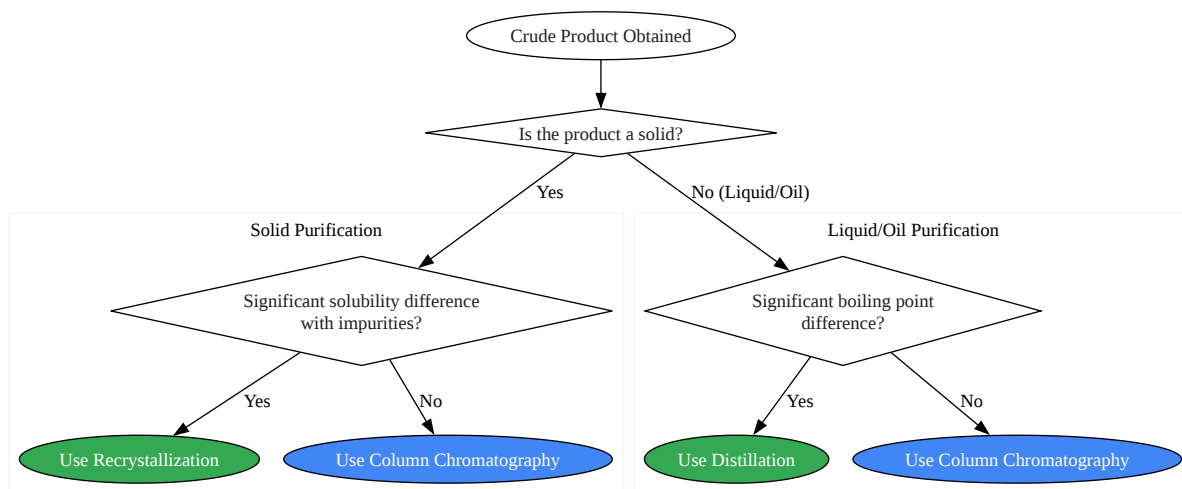 Crude Product Obtained
Is the product a solid?
Yes
No (Liquid/Oil)
Solid Purification
Liquid/Oil Purification
Significant solubility difference
with impurities?
Significant boiling point
difference?
Yes
No
Yes
No
Use Recrystallization
Use Column Chromatography
Use Distillation
Use Column Chromatography